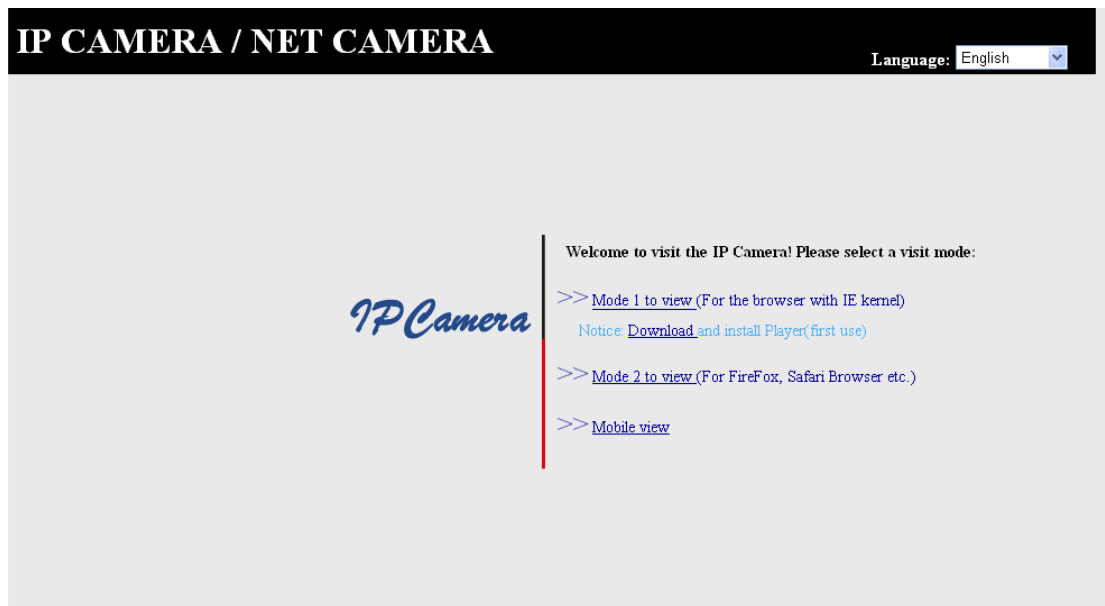 IP CAMERA / NET CAMERA
Language: English
Welcome to visit the IP Camera! Please select a visit mode:
IPCamera
>> Mode 1 to view (For the browser with IE kernel)
Notice: Download and install Player(first use)
>> Mode 2 to view (For FireFox, Safari Browser etc.)
>> Mobile view